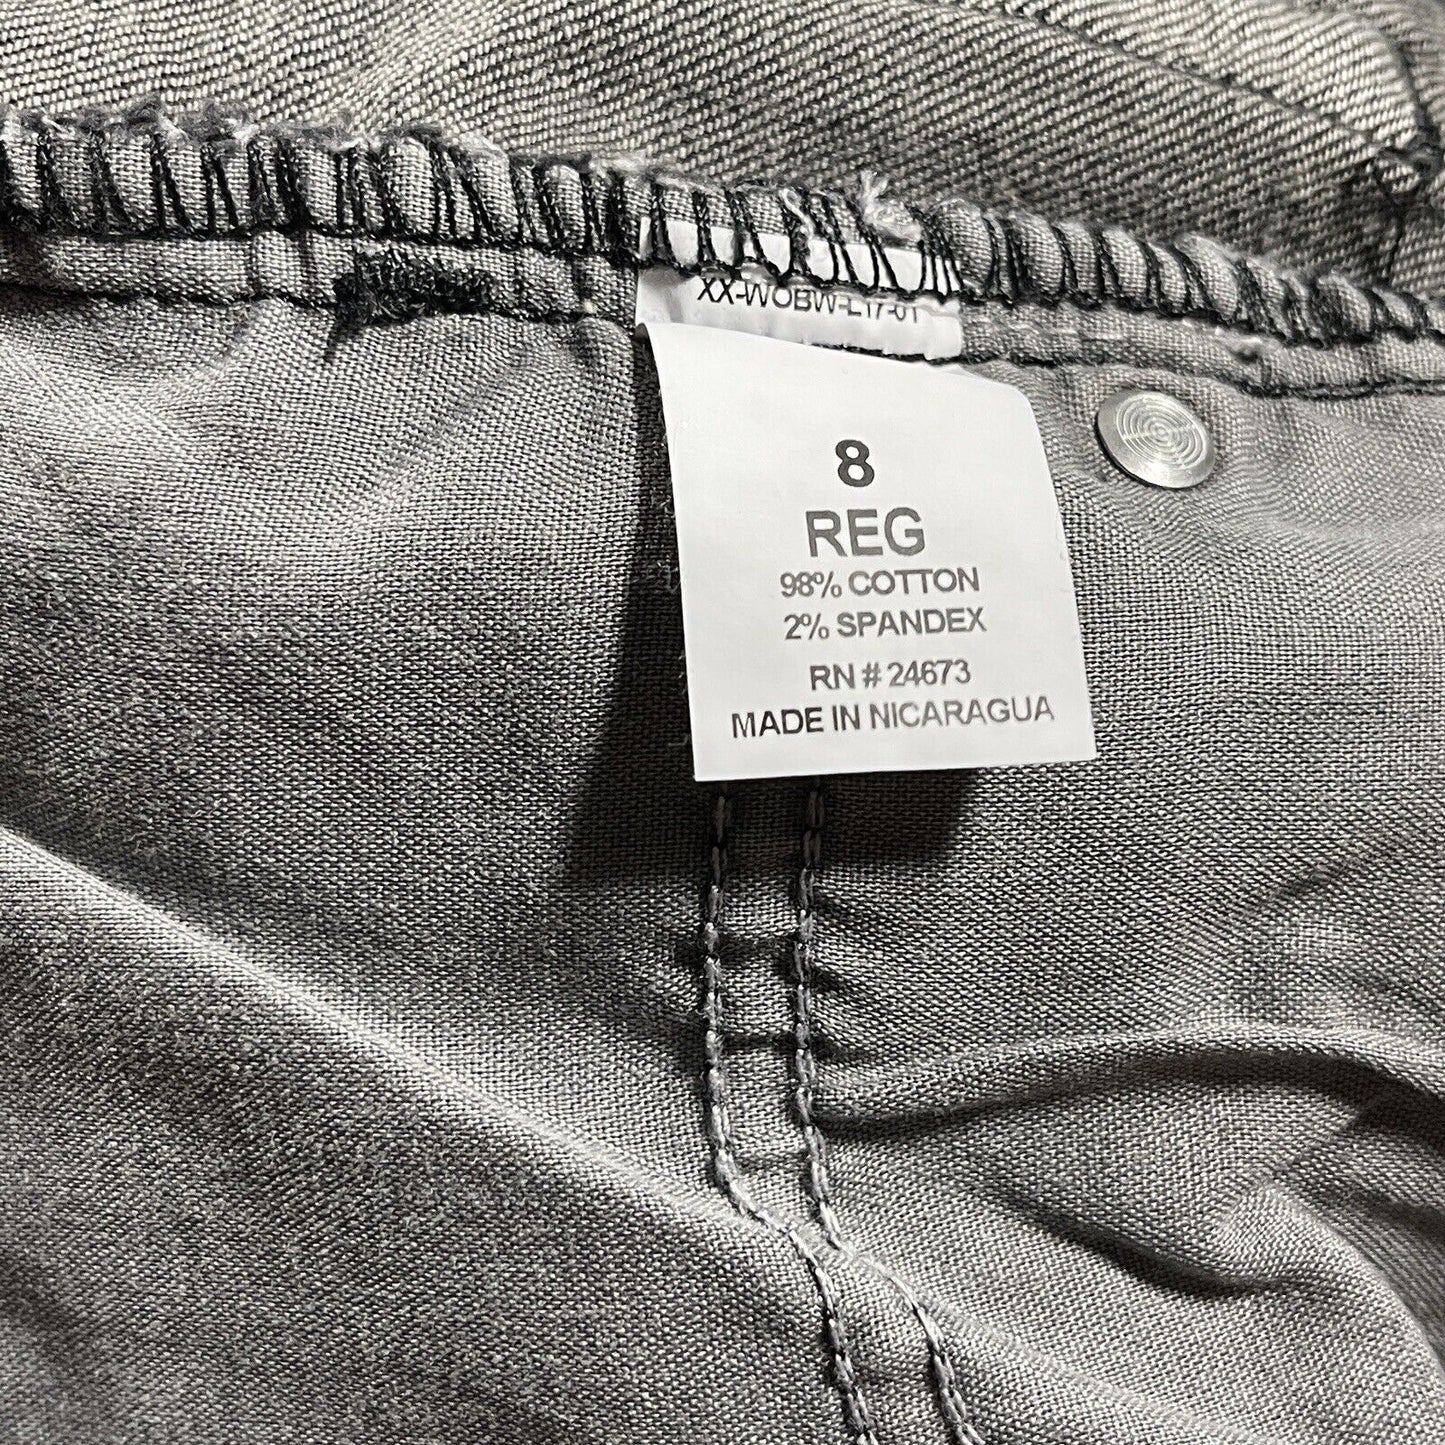 XX-WOBW-L17-01
8
REG
98% COTTON
2% SPANDEX
RN # 24673
MADE IN NICARAGUA